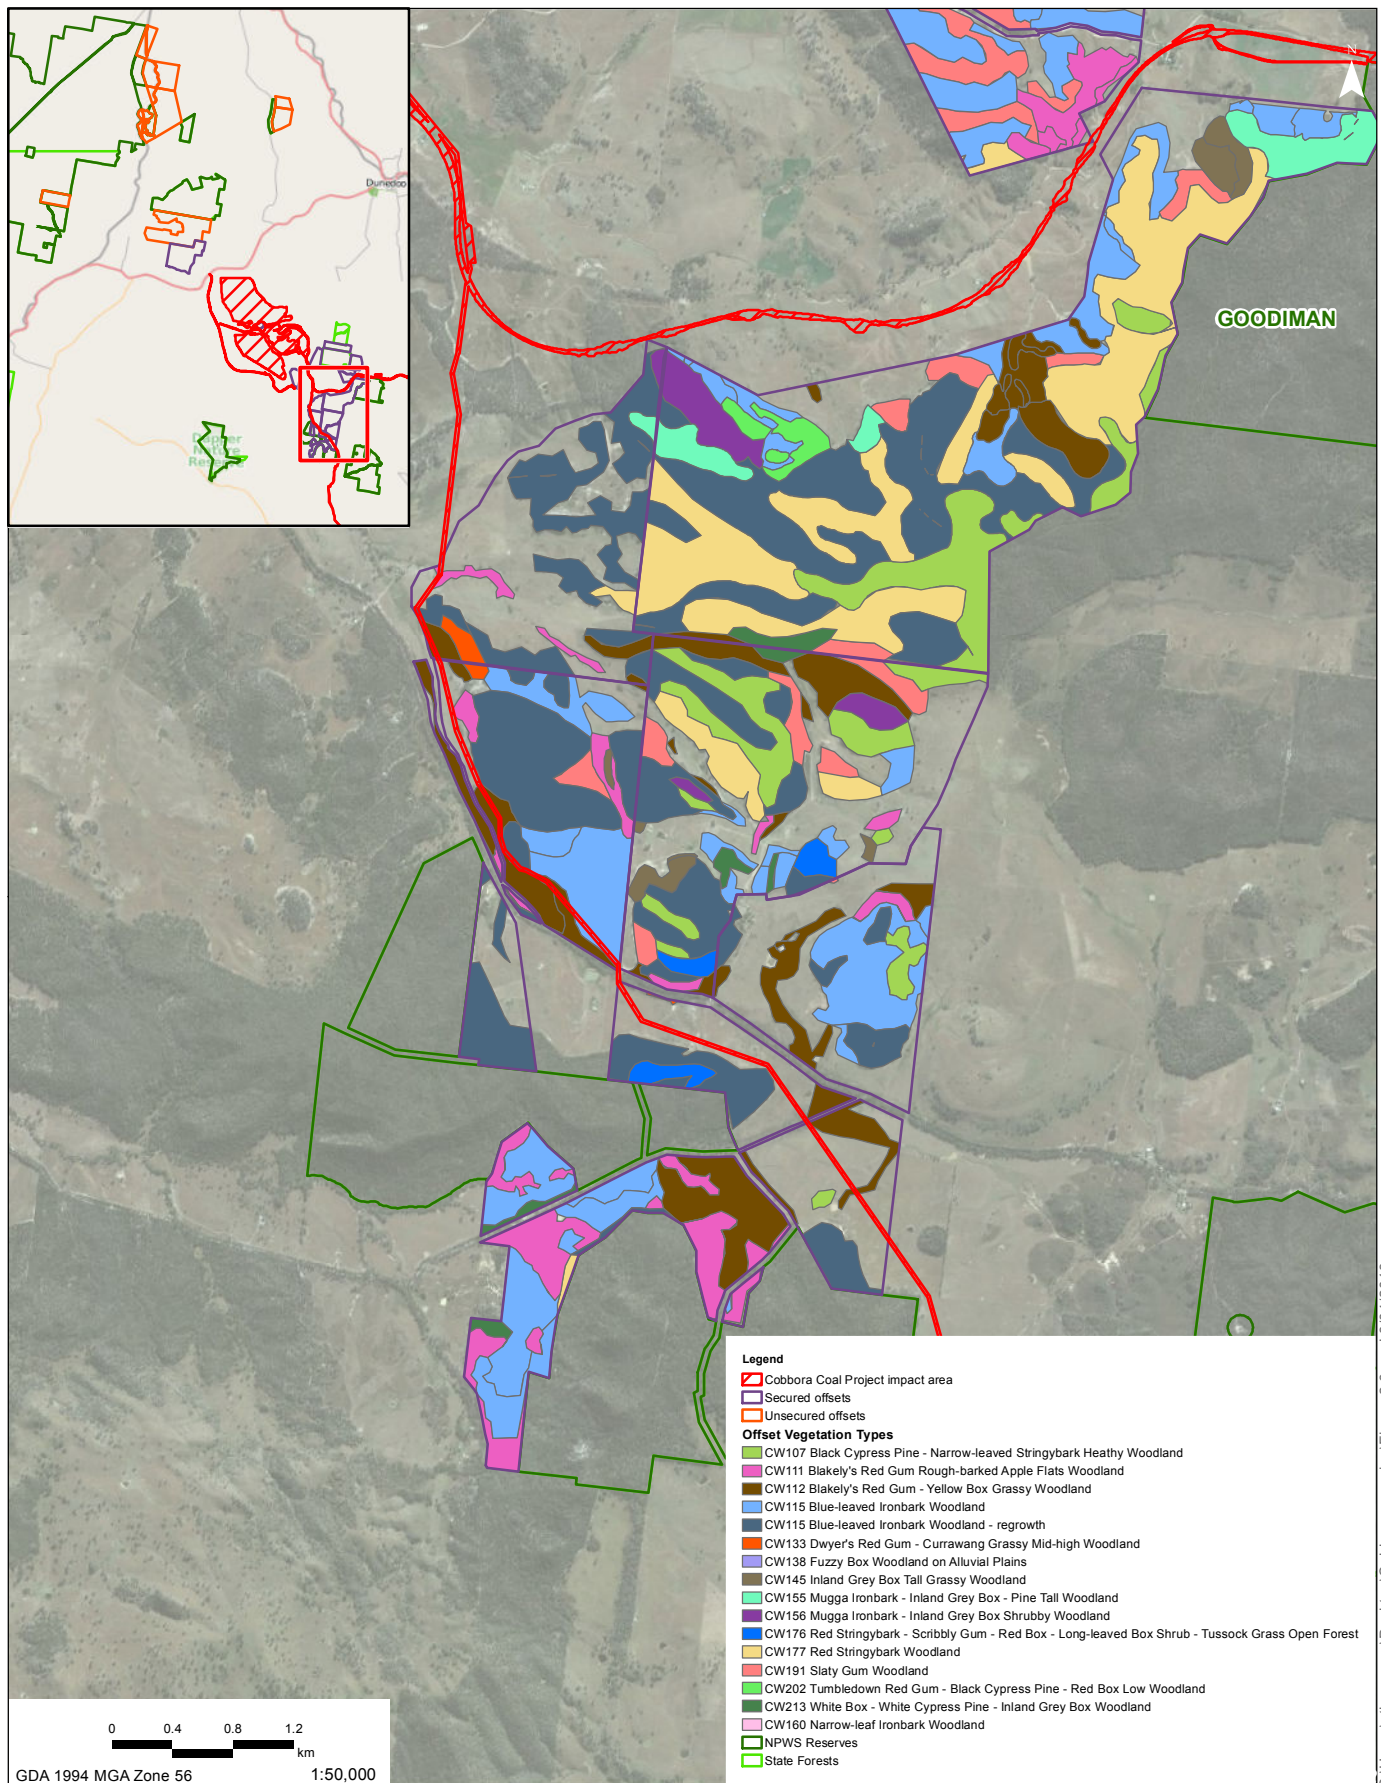 N
Dunedoo
Dapper
Nature
Reserve
GOODIMAN
Legend
Cobbora Coal Project impact area
Secured offsets
Unsecured offsets
Offset Vegetation Types
CW107 Black Cypress Pine - Narrow-leaved Stringybark Heathy Woodland
CW111 Blakely's Red Gum Rough-barked Apple Flats Woodland
CW112 Blakely's Red Gum - Yellow Box Grassy Woodland
CW115 Blue-leaved Ironbark Woodland
CW115 Blue-leaved Ironbark Woodland - regrowth
CW133 Dwyer's Red Gum - Currawang Grassy Mid-high Woodland
CW138 Fuzzy Box Woodland on Alluvial Plains
CW145 Inland Grey Box Tall Grassy Woodland
CW155 Mugga Ironbark - Inland Grey Box - Pine Tall Woodland
CW156 Mugga Ironbark - Inland Grey Box Shrubby Woodland
CW176 Red Stringybark - Scribbly Gum - Red Box - Long-leaved Box Shrub - Tussock Grass Open Forest
CW177 Red Stringybark Woodland
CW191 Slaty Gum Woodland
CW202 Tumbledown Red Gum - Black Cypress Pine - Red Box Low Woodland
CW213 White Box - White Cypress Pine - Inland Grey Box Woodland
CW160 Narrow-leaf Ironbark Woodland
NPWS Reserves
State Forests
0 0.4 0.8 1.2
km
GDA 1994 MGA Zone 56 1:50,000